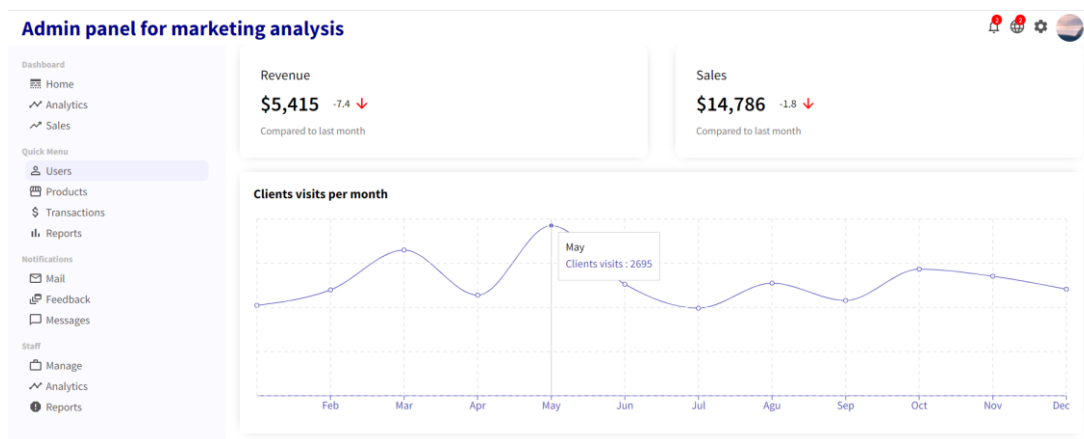 Admin panel for marketing analysis
2
2
Dashboard
Home
Analytics
Sales
Quick Menu
Users
Products
$ Transactions
Reports
Notifications
Mail
Feedback
Messages
Staff
Manage
Analytics
Reports
Revenue
$5,415 -7.4
Compared to last month
Sales
$14,786 -1.8
Compared to last month
Clients visits per month
May
Clients visits : 2695
Feb Mar Apr May Jun Jul Agu Sep Oct Nov Dec